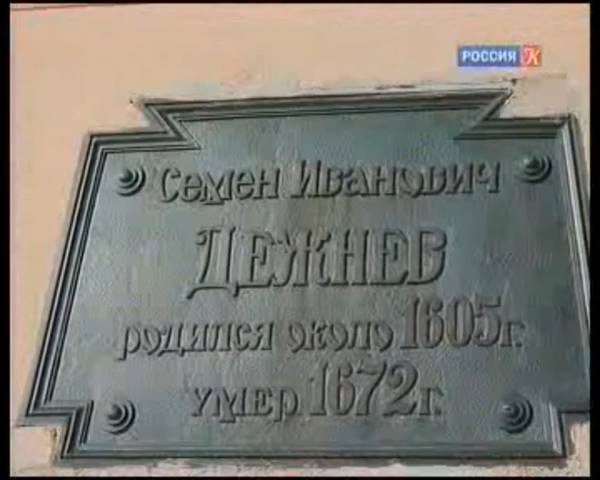 РОССИЯ К
Семен Иванович
ДЕЖНЕВ
родился около 1605г.
умер 1672г.